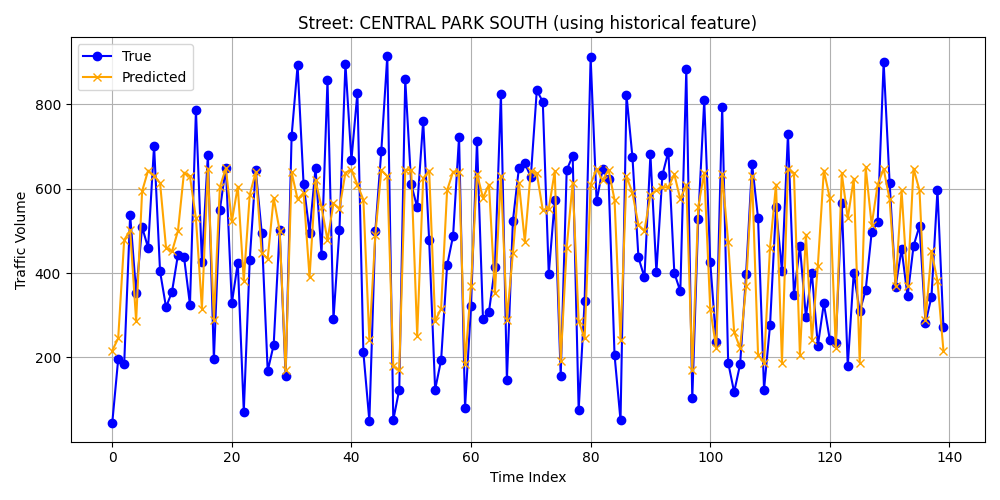 Street: CENTRAL PARK SOUTH (using historical feature)
True
Predicted
Traffic Volume
800
600
400
200
0 20 40 60 80 100 120 140
Time Index